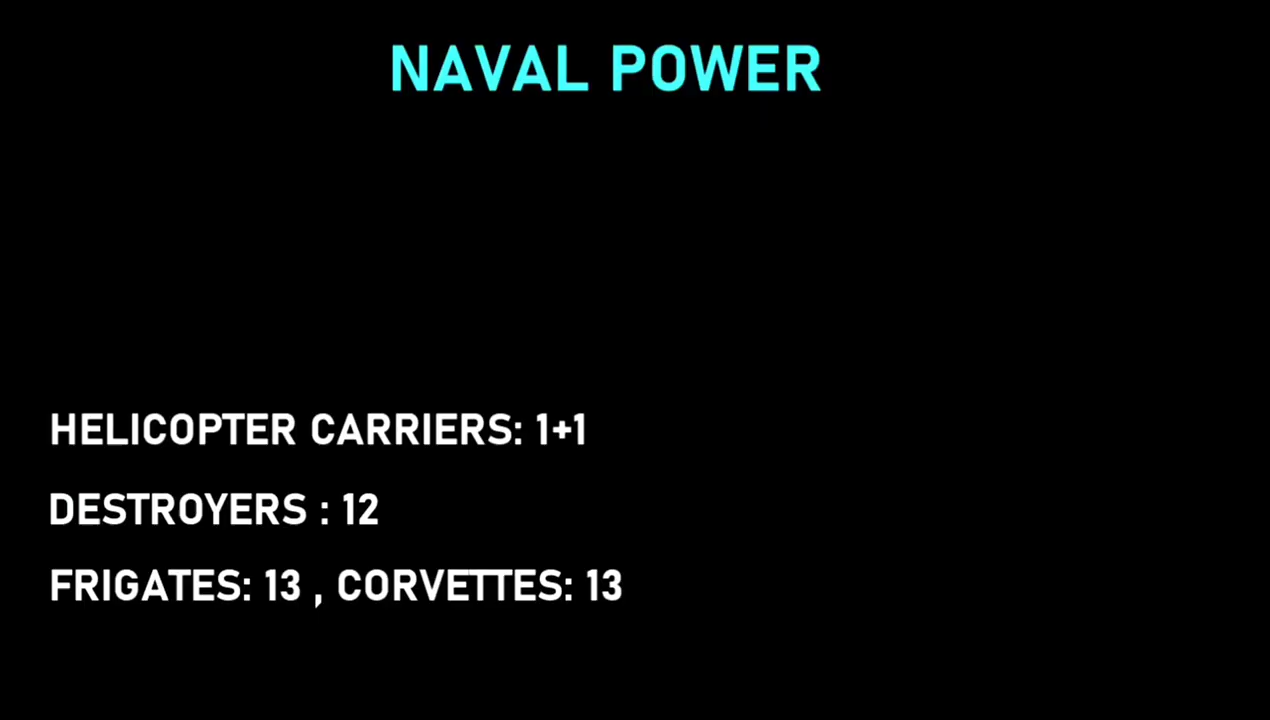 NAVAL POWER
HELICOPTER CARRIERS: 1+1
DESTROYERS : 12
FRIGATES: 13 , CORVETTES: 13